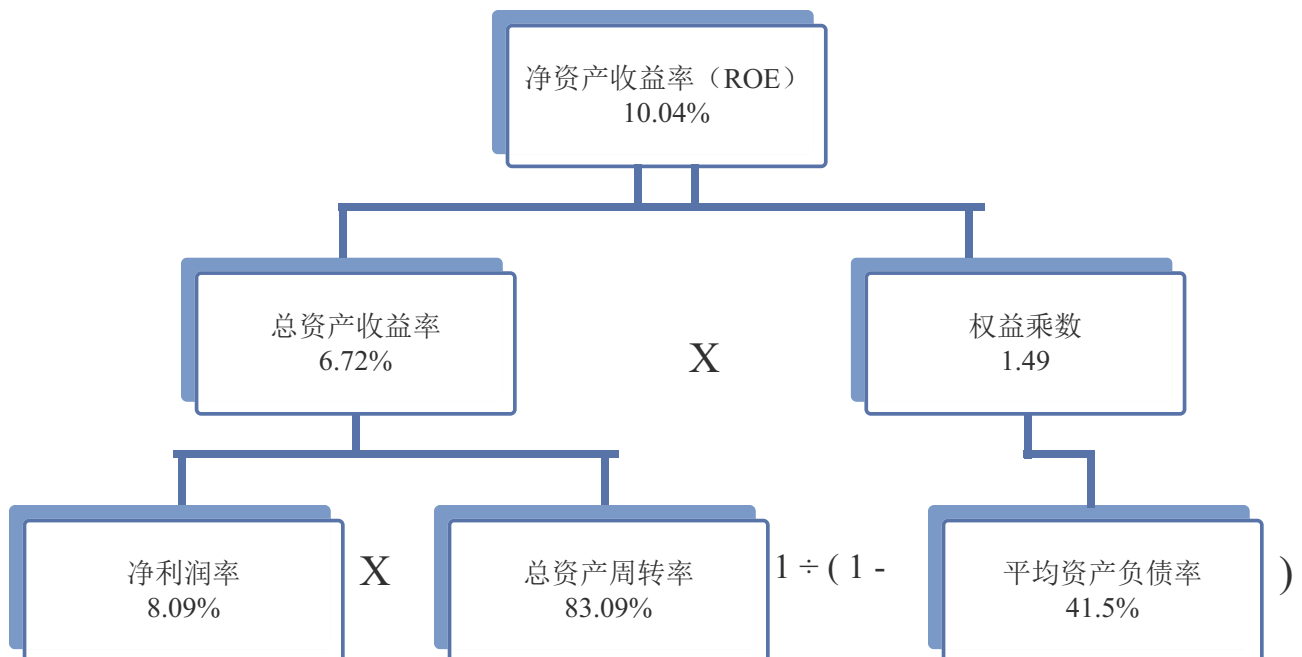 净资产收益率（ROE）
10.04%
总资产收益率
6.72%
X
权益乘数
1.49
净利润率
8.09%
X
总资产周转率
83.09%
1 ÷ ( 1 -
平均资产负债率
41.5%
)